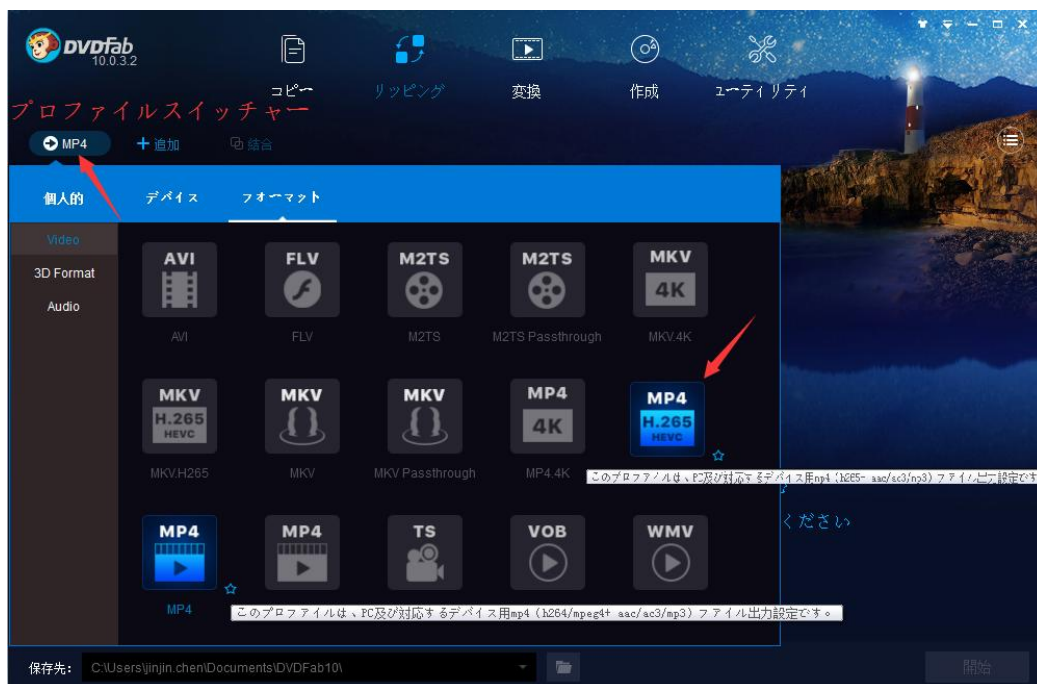 DVDFab
10.0.3.2
コピー
リッピング
変換
作成
ユーティリティ
プロファイルスイッチャー
MP4
追加
結合
個人的
デバイス
フォーマット
Video
3D Format
Audio
AVI
FLV
M2TS
M2TS
MKV
4K
AVI
FLV
M2TS
M2TS Passthrough
MKV.4K
MKV
H.265
HEVC
MKV
MKV
MP4
4K
MP4
H.265
HEVC
MKV.H265
MKV
MKV Passthrough
MP4.4K
このプロファイルは、PC及び対応するデバイス用mp4（h265- aac/ac3/mp3）ファイル出力設定です
ください
MP4
MP4
TS
VOB
WMV
MP4
このプロファイルは、PC及び対応するデバイス用mp4（h264/mpeg4+ aac/ac3/mp3）ファイル出力設定です。
保存先：
C:\Users\jinjin.chen\Documents\DVDFab10\
開始